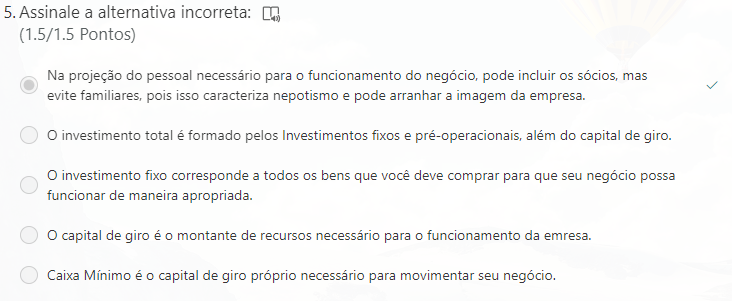 5. Assinale a alternativa incorreta:
(1.5/1.5 Pontos)
Na projeção do pessoal necessário para o funcionamento do negócio, pode incluir os sócios, mas
evite familiares, pois isso caracteriza nepotismo e pode arranhar a imagem da empresa.
O investimento total é formado pelos Investimentos fixos e pré-operacionais, além do capital de giro.
O investimento fixo corresponde a todos os bens que você deve comprar para que seu negócio possa
funcionar de maneira apropriada.
O capital de giro é o montante de recursos necessário para o funcionamento da emresa.
Caixa Mínimo é o capital de giro próprio necessário para movimentar seu negócio.